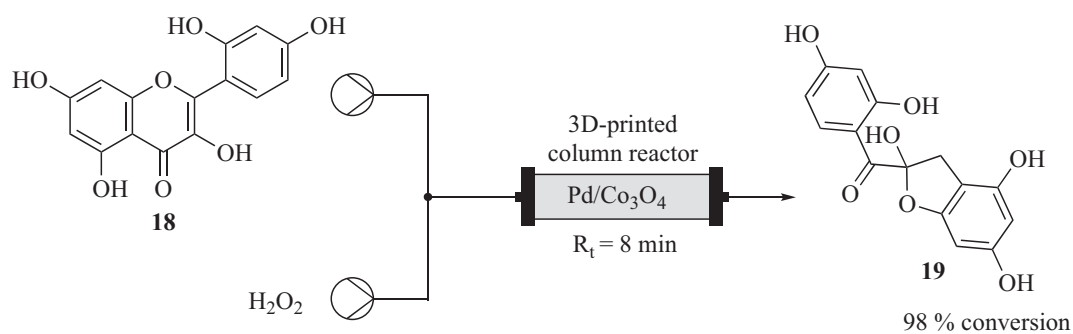 HO
OH
HO
O
OH
OH
O
18
H₂O₂
3D-printed
column reactor
Pd/Co₃O₄
Rₜ = 8 min
HO
OH
HO
O
O
OH
OH
19
98 % conversion